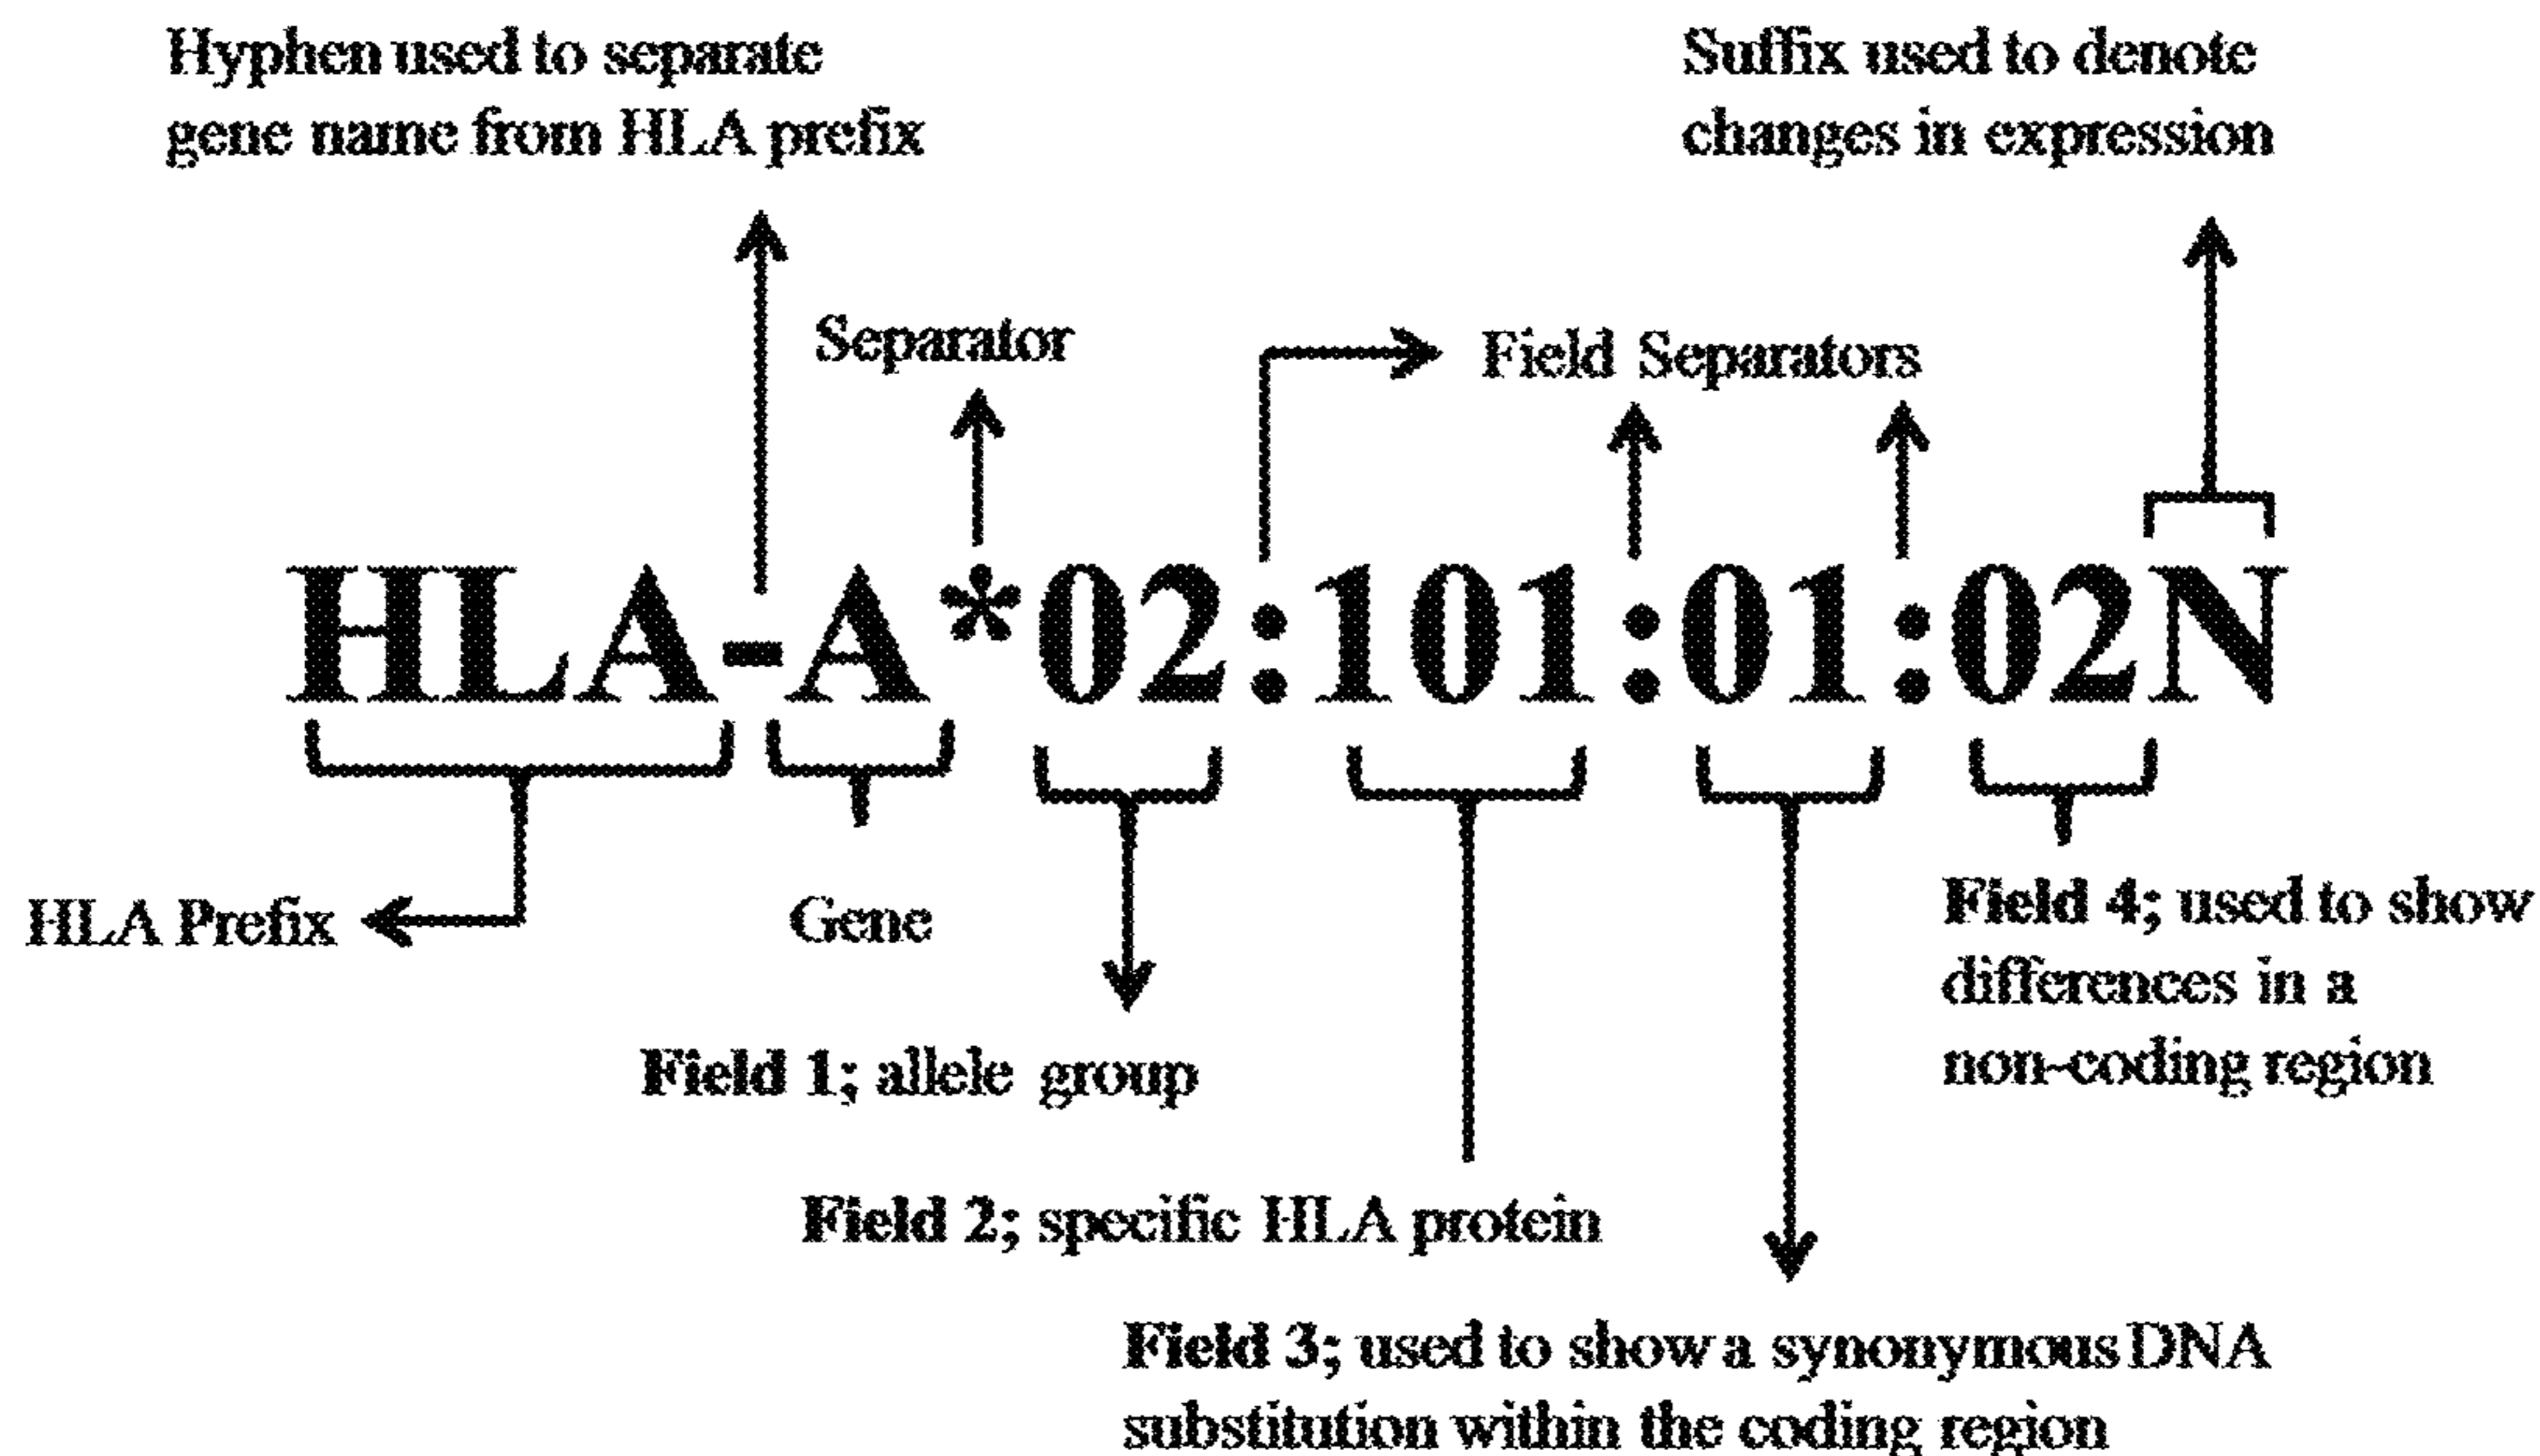 Hyphen used to separate
gene name from HLA prefix
Suffix used to denote
changes in expression
Separator
Field Separators
HLA-A*02:101:01:02N
HLA Prefix
Gene
Field 4; used to show
differences in a
non-coding region
Field 1; allele group
Field 2; specific HLA protein
Field 3; used to show a synonymous DNA
substitution within the coding region